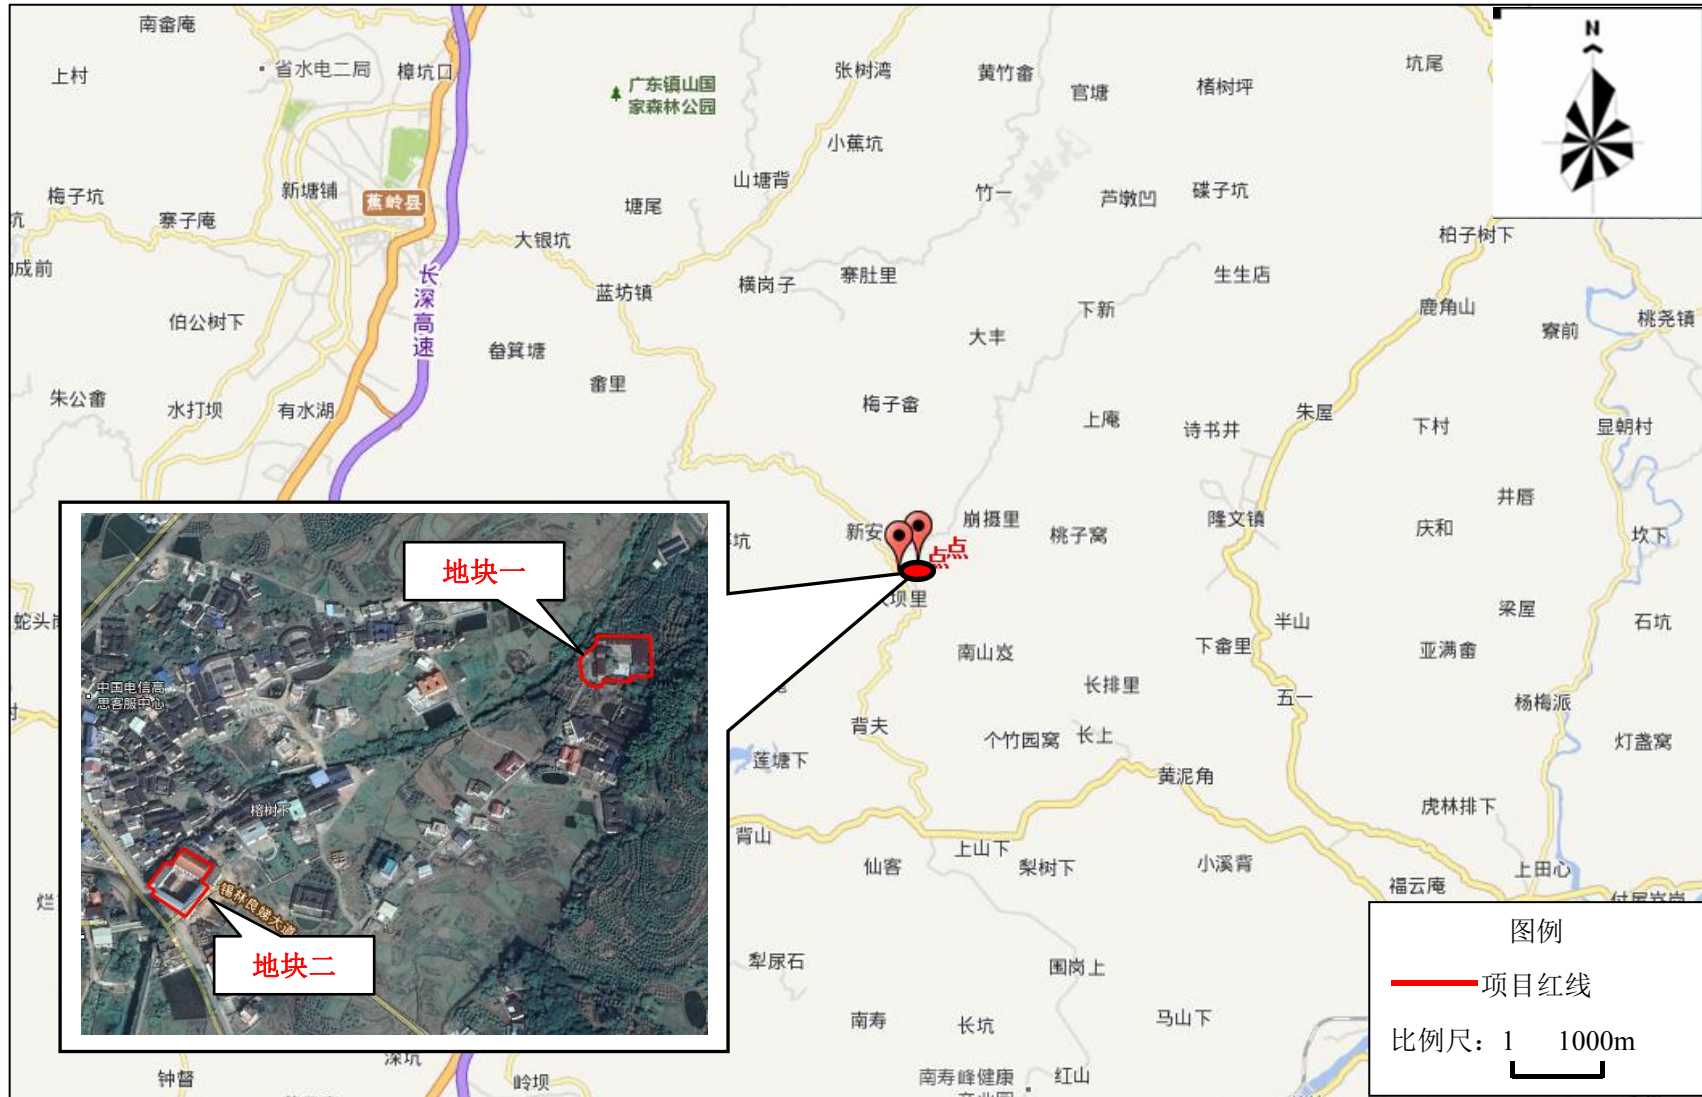 南畲庵
N
上村
省水电二局
樟坑口
张树湾
黄竹畲
坑尾
广东镇山国
家森林公园
官塘
楮树坪
小蕉坑
山塘背
新塘铺
梅子坑
蕉岭县
塘尾
竹一
芦墩凹
碟子坑
坑
寨子庵
大银坑
柏子树下
成前
长深高速
蓝坊镇
横岗子
寨肚里
生生店
伯公树下
下新
鹿角山
寮前
桃尧镇
大丰
畚箕塘
畲里
朱公畲
水打坝
有水湖
梅子畲
上庵
诗书井
朱屋
下村
显朝村
井唇
坑
新安
崩摄里
桃子窝
隆文镇
庆和
坎下
点
点
地块一
坝里
蛇头
半山
梁屋
石坑
南山岌
下畲里
亚满畲
中国电信高
思客服中心
长排里
五一
杨梅派
背夫
个竹园窝
长上
灯盏窝
莲塘下
黄泥角
榕树下
虎林排下
背山
仙客
上山下
梨树下
小溪背
上田心
福云庵
锡林良娣大道
地块二
图例
犁尿石
围岗上
项目红线
南寿
长坑
马山下
比例尺：1 1000m
深坑
钟督
岭坝
南寿峰健康
红山